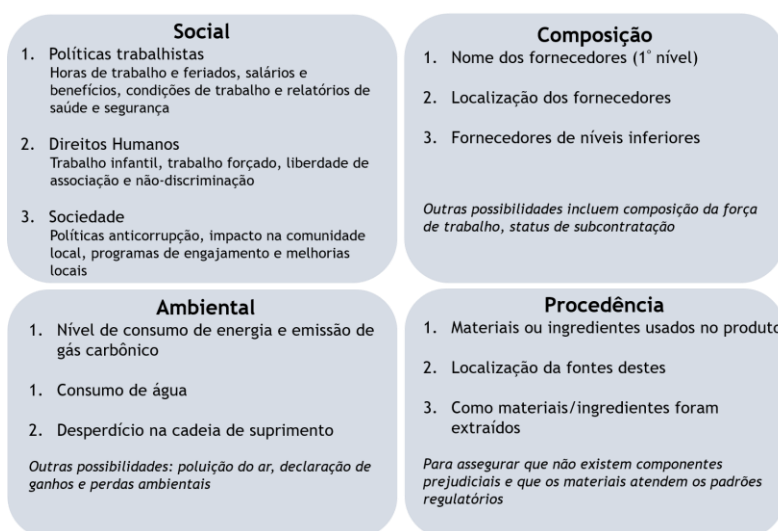 Social
1. Políticas trabalhistas
Horas de trabalho e feriados, salários e
benefícios, condições de trabalho e relatórios de
saúde e segurança
2. Direitos Humanos
Trabalho infantil, trabalho forçado, liberdade de
associação e não-discriminação
3. Sociedade
Políticas anticorrupção, impacto na comunidade
local, programas de engajamento e melhorias
locais
Composição
1. Nome dos fornecedores (1° nível)
2. Localização dos fornecedores
3. Fornecedores de níveis inferiores
Outras possibilidades incluem composição da força
de trabalho, status de subcontratação
Ambiental
1. Nível de consumo de energia e emissão de
gás carbônico
1. Consumo de água
2. Desperdício na cadeia de suprimento
Outras possibilidades: poluição do ar, declaração de
ganhos e perdas ambientais
Procedência
1. Materiais ou ingredientes usados no produto
2. Localização da fontes destes
3. Como materiais/ingredientes foram
extraídos
Para assegurar que não existem componentes
prejudiciais e que os materiais atendem os padrões
regulatórios